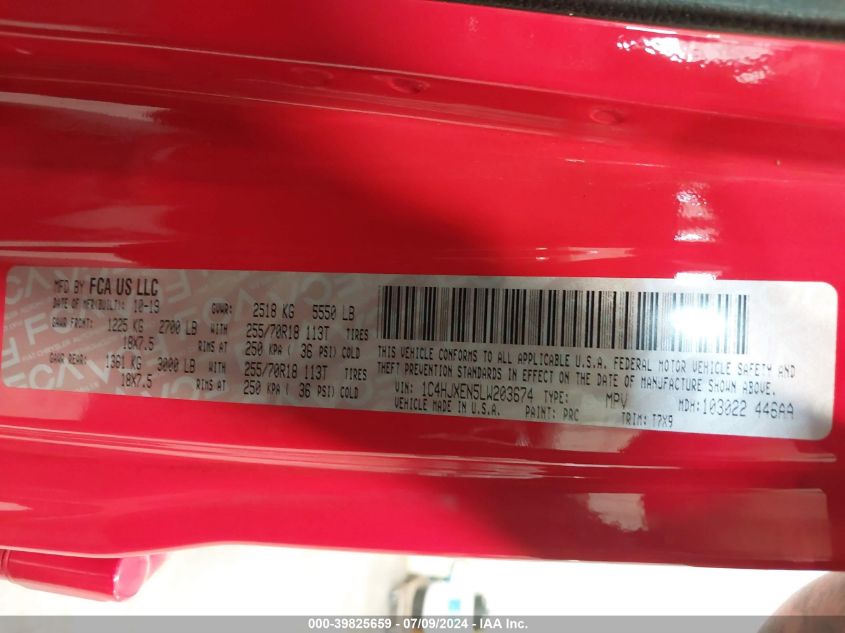 MFD BY FCA US LLC
DATE OF MFR(BUILT): 10-19 GVWR: 2518 KG 5550 LB
GAWR FRONT: 1225 KG 2700 LB WITH 255/70R18 113T TIRES
18X7.5 RIMS AT 250 KPA ( 36 PSI) COLD
GAWR REAR: 1361 KG 3000 LB WITH 255/70R18 113T TIRES
18X7.5 RIMS AT 250 KPA ( 36 PSI) COLD
THIS VEHICLE CONFORMS TO ALL APPLICABLE U.S.A. FEDERAL MOTOR VEHICLE SAFETY AND
THEFT PREVENTION STANDARDS IN EFFECT ON THE DATE OF MANUFACTURE SHOWN ABOVE.
VIN: 1C4HJXEN5LW203674 TYPE: MPV MDH: 103022 446AA
VEHICLE MADE IN U.S.A. PAINT: PRC TRIM: T7X9
000-39825659 - 07/09/2024 - IAA Inc.